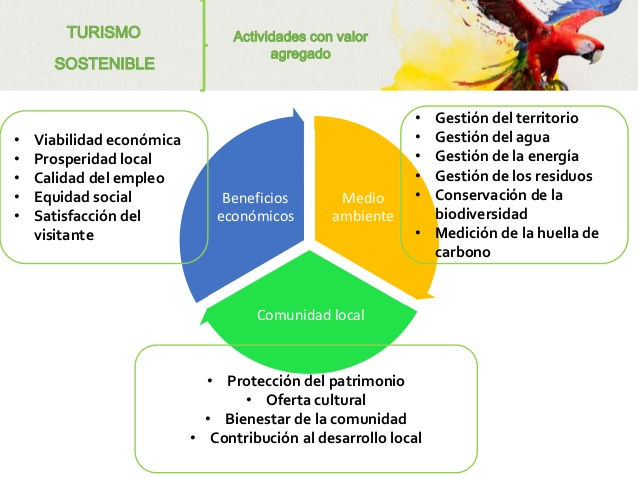 TURISMO
SOSTENIBLE
Actividades con valor
agregado
• Viabilidad económica
• Prosperidad local
• Calidad del empleo
• Equidad social
• Satisfacción del
visitante
Beneficios
económicos
Medio
ambiente
• Gestión del territorio
• Gestión del agua
• Gestión de la energía
• Gestión de los residuos
• Conservación de la
biodiversidad
• Medición de la huella de
carbono
Comunidad local
• Protección del patrimonio
• Oferta cultural
• Bienestar de la comunidad
• Contribución al desarrollo local